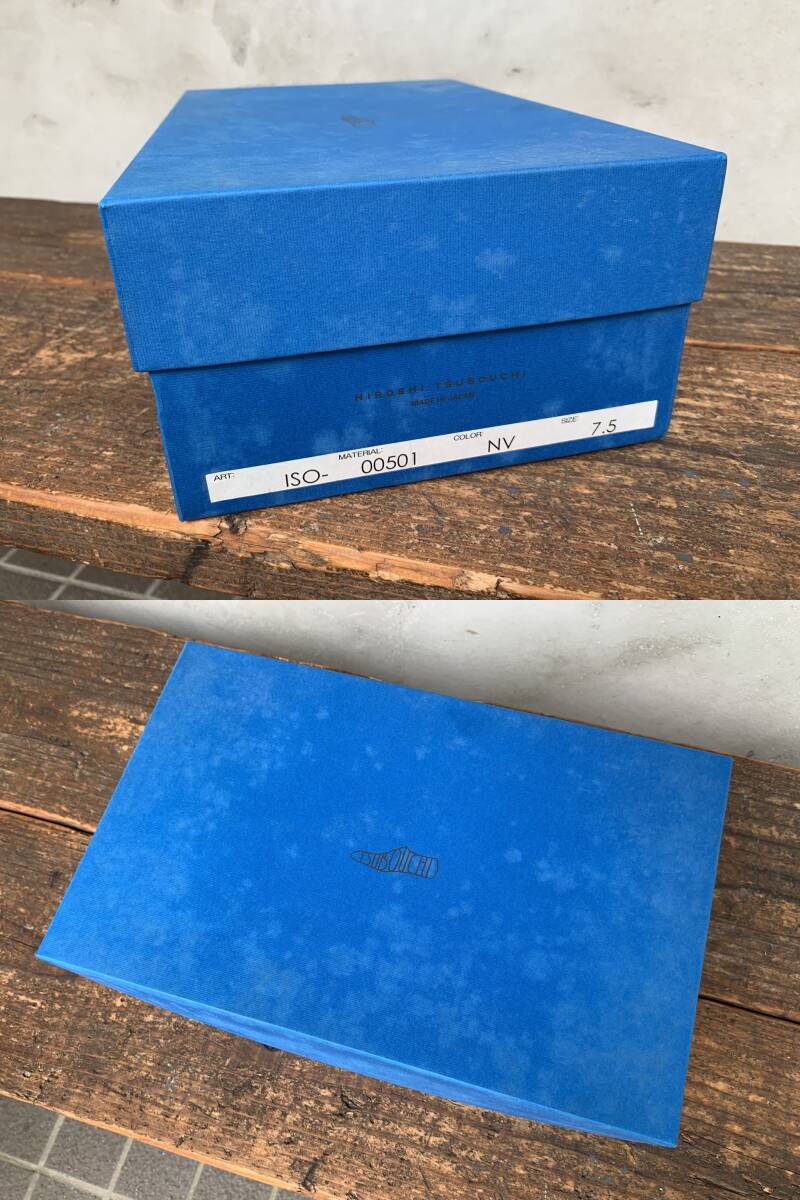 HIROSHI TSUBOUCHI
MADE IN JAPAN
ART: ISO- MATERIAL: 00501 COLOR: NV SIZE: 7.5
TSUBOUCHI